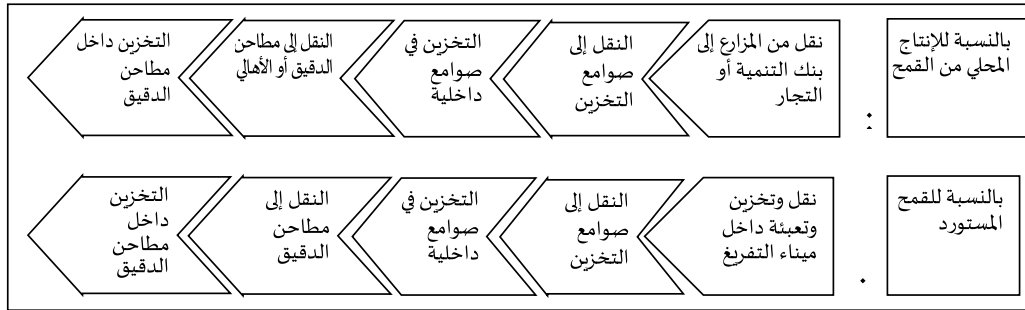 بالنسبة للإنتاج
المحلي من القمح
:
نقل من المزارع إلى
بنك التنمية أو
التجار
النقل إلى
صوامع
التخزين
التخزين في
صوامع
داخلية
النقل إلى مطاحن
الدقيق أو الأهالي
التخزين داخل
مطاحن
الدقيق
بالنسبة للقمح
المستورد
.
نقل وتخزين
وتعبئة داخل
ميناء التفريغ
النقل إلى
صوامع
التخزين
التخزين في
صوامع
داخلية
النقل إلى
مطاحن
الدقيق
التخزين
داخل
مطاحن
الدقيق